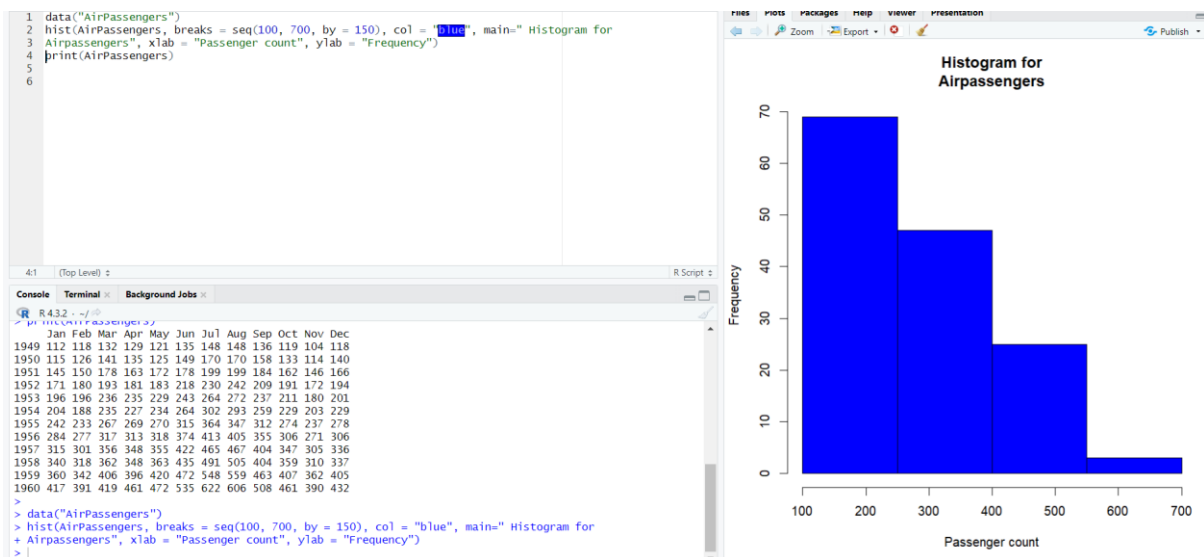 1 data("AirPassengers")
2 hist(AirPassengers, breaks = seq(100, 700, by = 150), col = "blue", main=" Histogram for
3 Airpassengers", xlab = "Passenger count", ylab = "Frequency")
4 print(AirPassengers)
5
6
4:1 (Top Level) R Script
Console Terminal × Background Jobs ×
R 4.3.2 · ~/
> print(AirPassengers)
Jan Feb Mar Apr May Jun Jul Aug Sep Oct Nov Dec
1949 112 118 132 129 121 135 148 148 136 119 104 118
1950 115 126 141 135 125 149 170 170 158 133 114 140
1951 145 150 178 163 172 178 199 199 184 162 146 166
1952 171 180 193 181 183 218 230 242 209 191 172 194
1953 196 196 236 235 229 243 264 272 237 211 180 201
1954 204 188 235 227 234 264 302 293 259 229 203 229
1955 242 233 267 269 270 315 364 347 312 274 237 278
1956 284 277 317 313 318 374 413 405 355 306 271 306
1957 315 301 356 348 355 422 465 467 404 347 305 336
1958 340 318 362 348 363 435 491 505 404 359 310 337
1959 360 342 406 396 420 472 548 559 463 407 362 405
1960 417 391 419 461 472 535 622 606 508 461 390 432
>
> data("AirPassengers")
> hist(AirPassengers, breaks = seq(100, 700, by = 150), col = "blue", main=" Histogram for
+ Airpassengers", xlab = "Passenger count", ylab = "Frequency")
>
Files Plots Packages Help Viewer Presentation
Zoom Export Publish
Histogram for
Airpassengers
Frequency
70
60
50
40
30
20
10
0
100 200 300 400 500 600 700
Passenger count